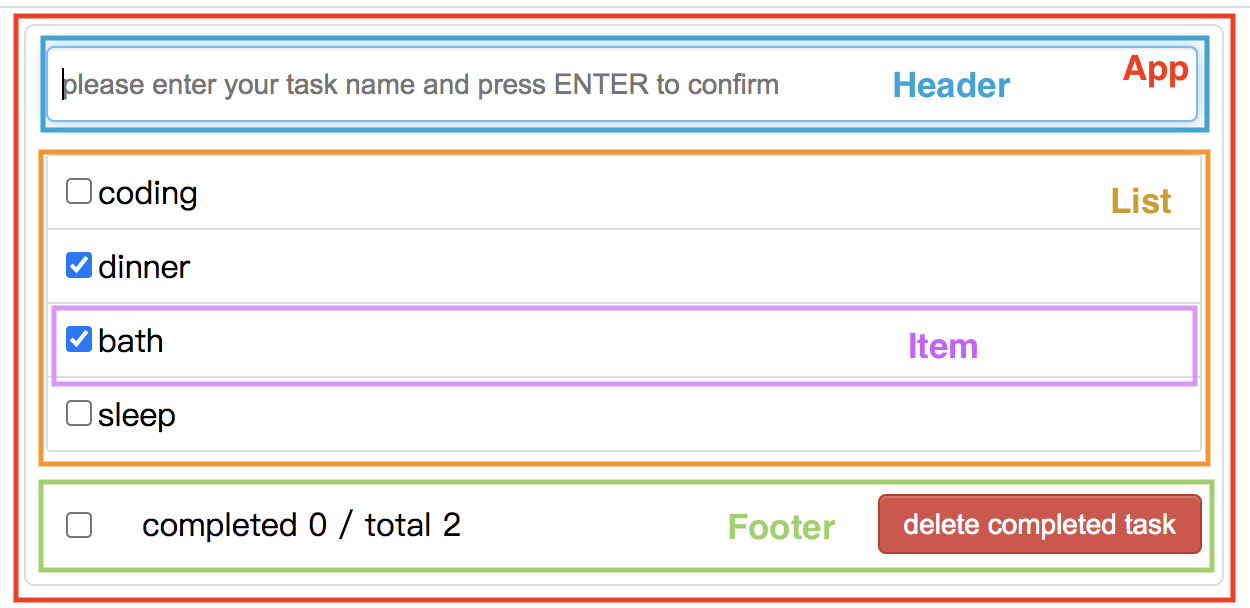 please enter your task name and press ENTER to confirm Header App
coding
List
dinner
bath Item
sleep
completed 0 / total 2 Footer delete completed task